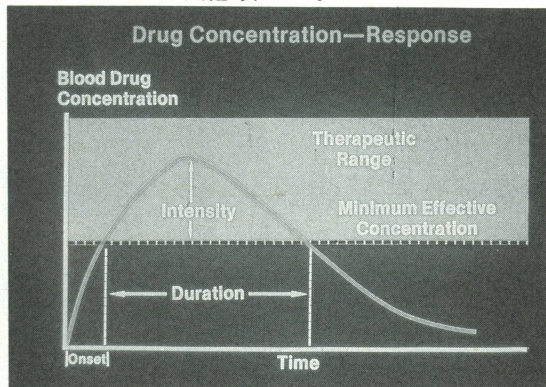 Drug Concentration—Response
Blood Drug
Concentration
Therapeutic
Range
Intensity
Minimum Effective
Concentration
Duration
Onset
Time